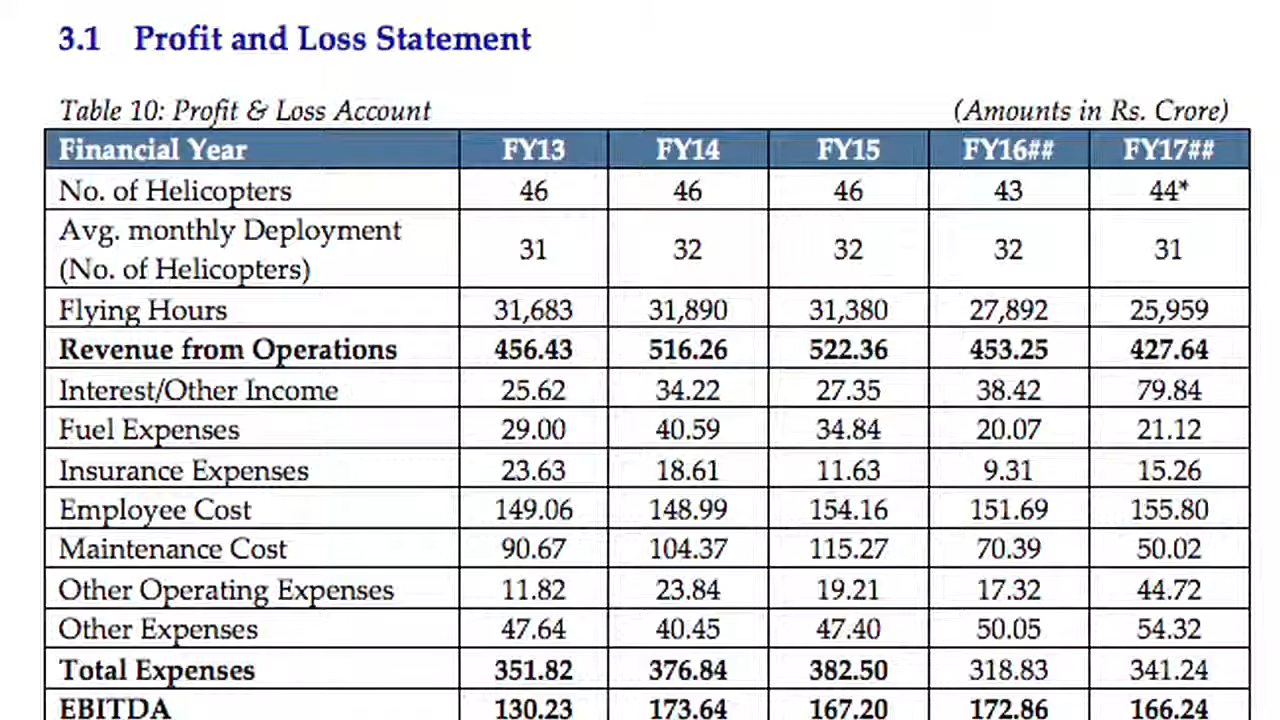 3.1 Profit and Loss Statement
Table 10: Profit & Loss Account (Amounts in Rs. Crore)
Financial Year FY13 FY14 FY15 FY16## FY17##
No. of Helicopters 46 46 46 43 44*
Avg. monthly Deployment
(No. of Helicopters) 31 32 32 32 31
Flying Hours 31,683 31,890 31,380 27,892 25,959
Revenue from Operations 456.43 516.26 522.36 453.25 427.64
Interest/Other Income 25.62 34.22 27.35 38.42 79.84
Fuel Expenses 29.00 40.59 34.84 20.07 21.12
Insurance Expenses 23.63 18.61 11.63 9.31 15.26
Employee Cost 149.06 148.99 154.16 151.69 155.80
Maintenance Cost 90.67 104.37 115.27 70.39 50.02
Other Operating Expenses 11.82 23.84 19.21 17.32 44.72
Other Expenses 47.64 40.45 47.40 50.05 54.32
Total Expenses 351.82 376.84 382.50 318.83 341.24
EBITDA 130.23 173.64 167.20 172.86 166.24